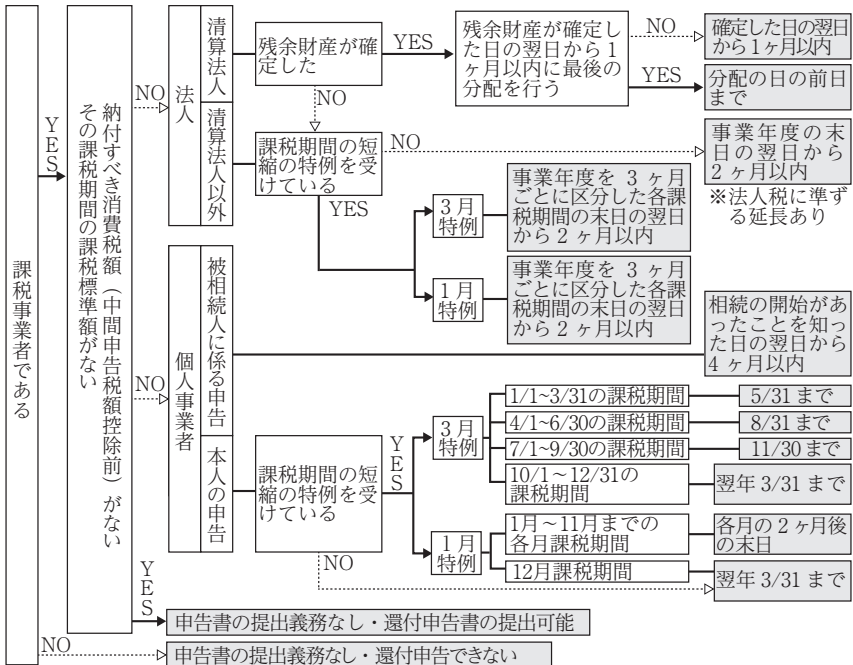 課税事業者である
YES
NO
納付すべき消費税額（中間申告税額控除前）がない
その課税期間の課税標準額がない
NO
NO
YES
法人
清算法人
清算法人以外
残余財産が確
定した
YES
NO
残余財産が確定し
た日の翌日から1
ヶ月以内に最後の
分配を行う
NO
確定した日の翌日
から1ヶ月以内
YES
分配の日の前日
まで
課税期間の短
縮の特例を受
けている
NO
事業年度の末
日の翌日から
2ヶ月以内
※法人税に準ず
る延長あり
YES
3月
特例
事業年度を 3 ヶ月
ごとに区分した各課
税期間の末日の翌日
から 2 ヶ月以内
1月
特例
事業年度を 3 ヶ月
ごとに区分した各課
税期間の末日の翌日
から 2 ヶ月以内
個人事業者
被相続人に係る申告
相続の開始があ
ったことを知っ
た日の翌日から
4 ヶ月以内
本人の申告
課税期間の短
縮の特例を受
けている
YES
NO
3月
特例
1/1~3/31の課税期間
5/31 まで
4/1~6/30の課税期間
8/31 まで
7/1~9/30の課税期間
11/30 まで
10/1～12/31の
課税期間
翌年 3/31 まで
1月
特例
1月～11月までの
各月課税期間
各月の 2 ヶ月後
の末日
12月課税期間
翌年 3/31 まで
申告書の提出義務なし・還付申告書の提出可能
申告書の提出義務なし・還付申告できない